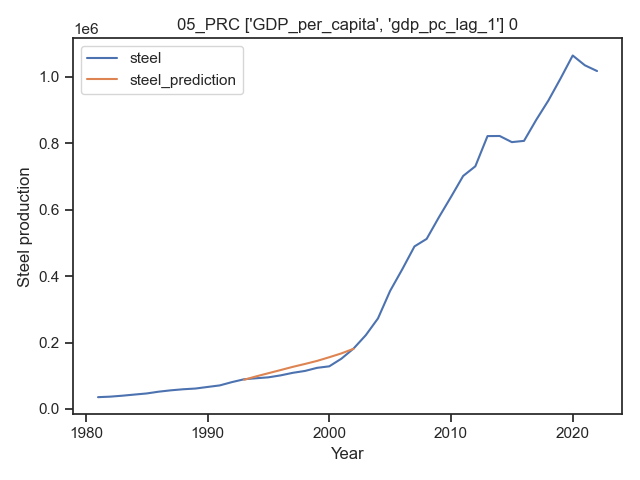 05_PRC ['GDP_per_capita', 'gdp_pc_lag_1'] 0
1e6
steel
steel_prediction
1.0
0.8
0.6
0.4
0.2
0.0
Steel production
1980
1990
2000
2010
2020
Year